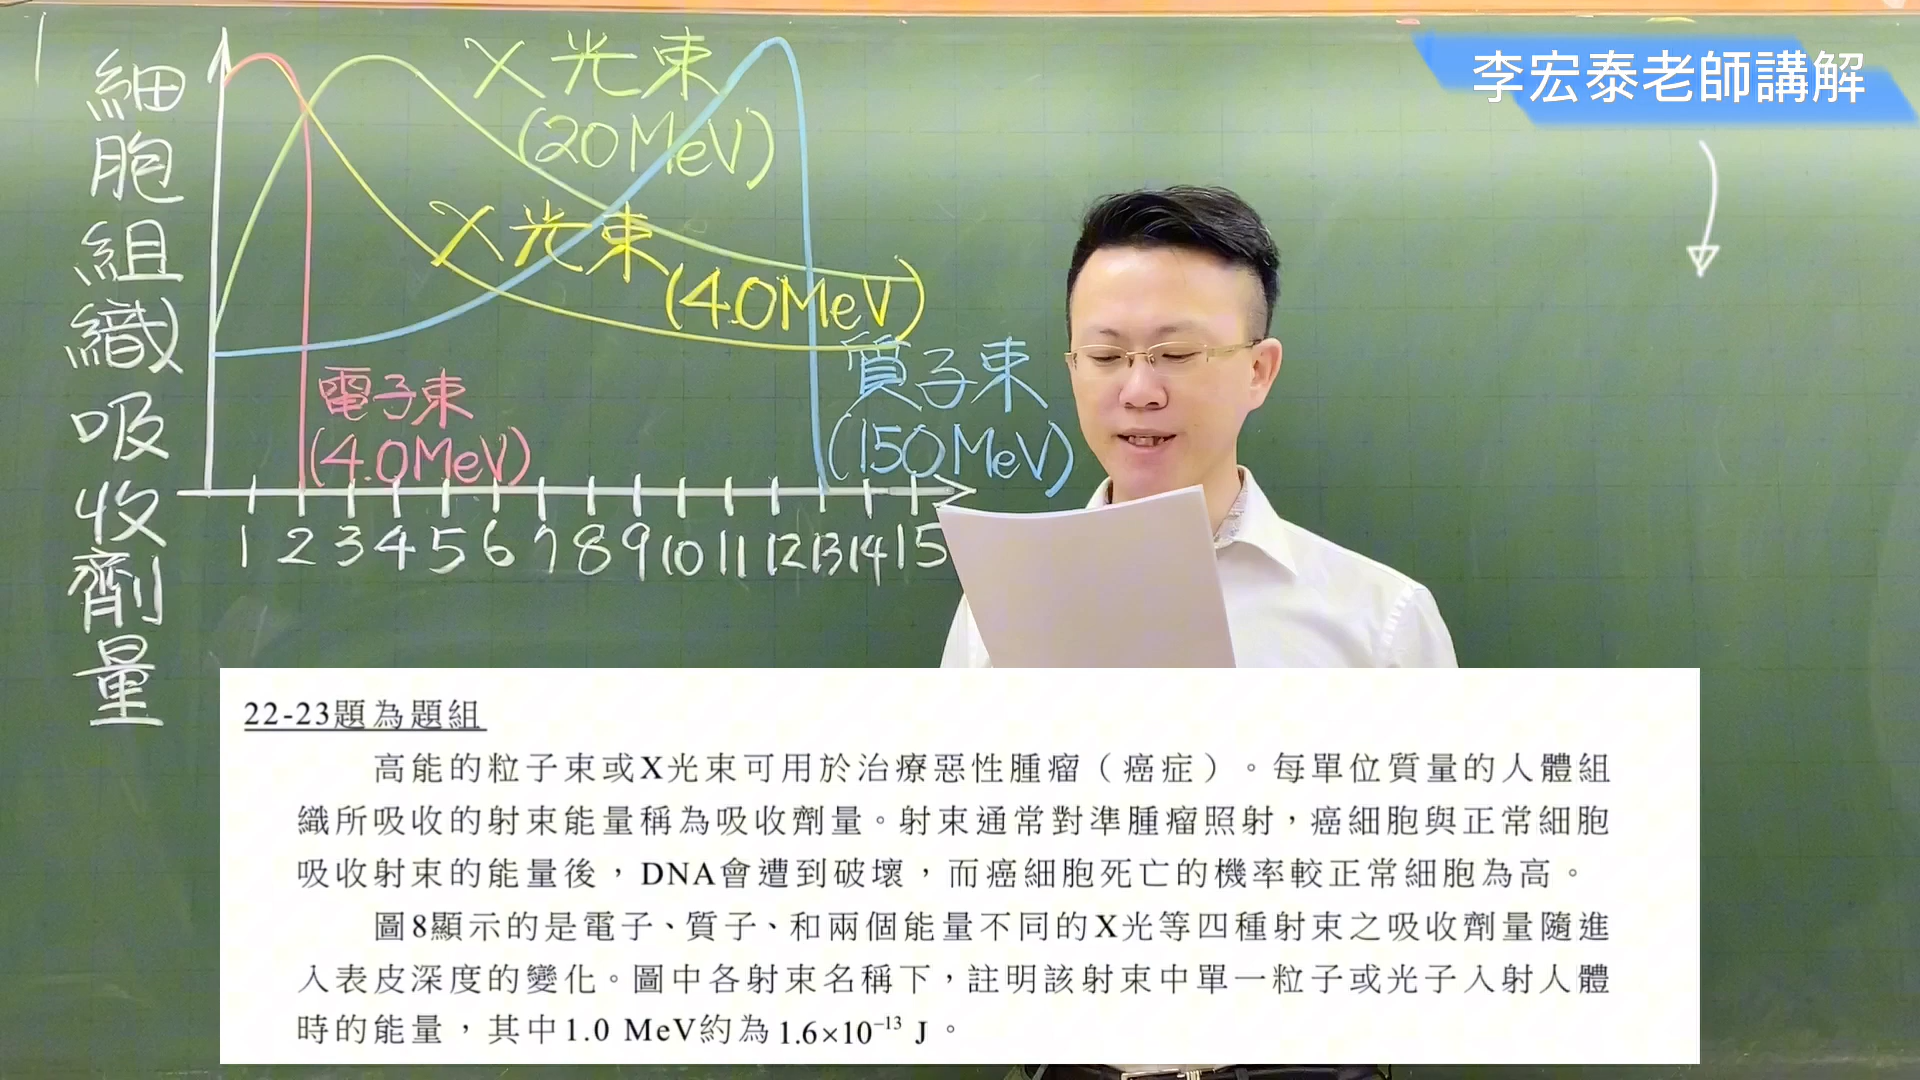 李宏泰老師講解
細胞組織吸收劑量
X光束
(20MeV)
X光束
(4.0MeV)
電子束
(4.0MeV)
質子束
(150MeV)
1 2 3 4 5 6 7 8 9 10 11 12 13 14 15
22-23題為題組
高能的粒子束或X光束可用於治療惡性腫瘤（癌症）。每單位質量的人體組
織所吸收的射束能量稱為吸收劑量。射束通常對準腫瘤照射，癌細胞與正常細胞
吸收射束的能量後，DNA會遭到破壞，而癌細胞死亡的機率較正常細胞為高。
圖8顯示的是電子、質子、和兩個能量不同的X光等四種射束之吸收劑量隨進
入表皮深度的變化。圖中各射束名稱下，註明該射束中單一粒子或光子入射人體
時的能量，其中1.0 MeV約為1.6×10⁻¹³ J。